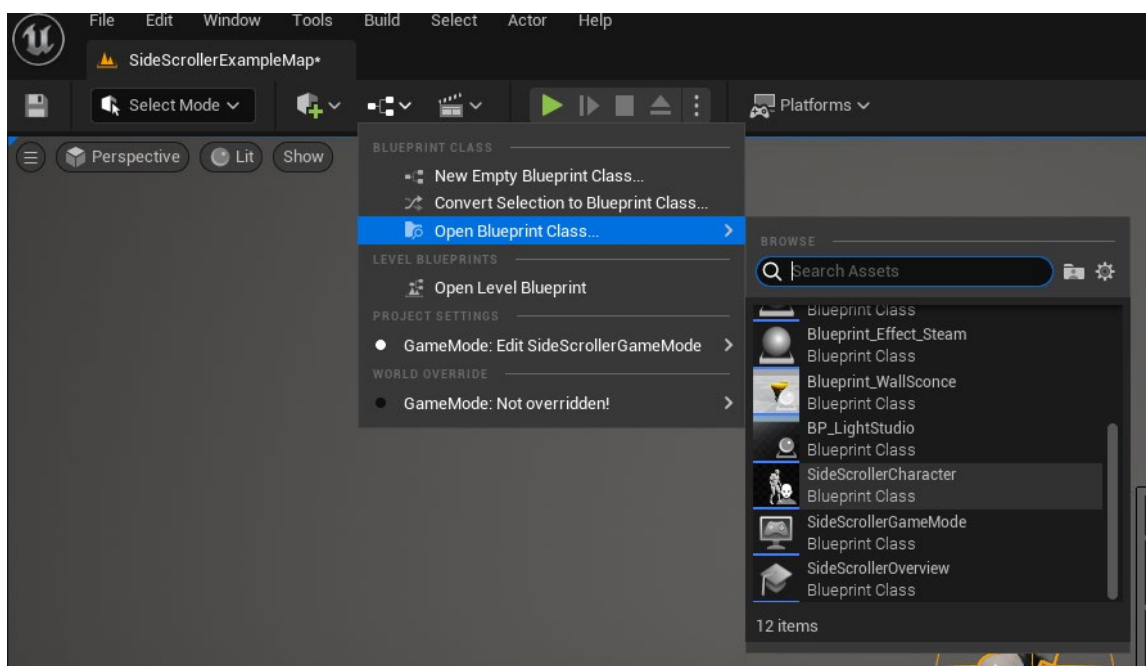 File Edit Window Tools Build Select Actor Help
SideScrollerExampleMap*
Select Mode
Platforms
Perspective Lit Show
BLUEPRINT CLASS
New Empty Blueprint Class...
Convert Selection to Blueprint Class...
Open Blueprint Class...
LEVEL BLUEPRINTS
Open Level Blueprint
PROJECT SETTINGS
GameMode: Edit SideScrollerGameMode
WORLD OVERRIDE
GameMode: Not overridden!
BROWSE
Search Assets
Blueprint Class
Blueprint_Effect_Steam
Blueprint Class
Blueprint_WallSconce
Blueprint Class
BP_LightStudio
Blueprint Class
SideScrollerCharacter
Blueprint Class
SideScrollerGameMode
Blueprint Class
SideScrollerOverview
Blueprint Class
12 items